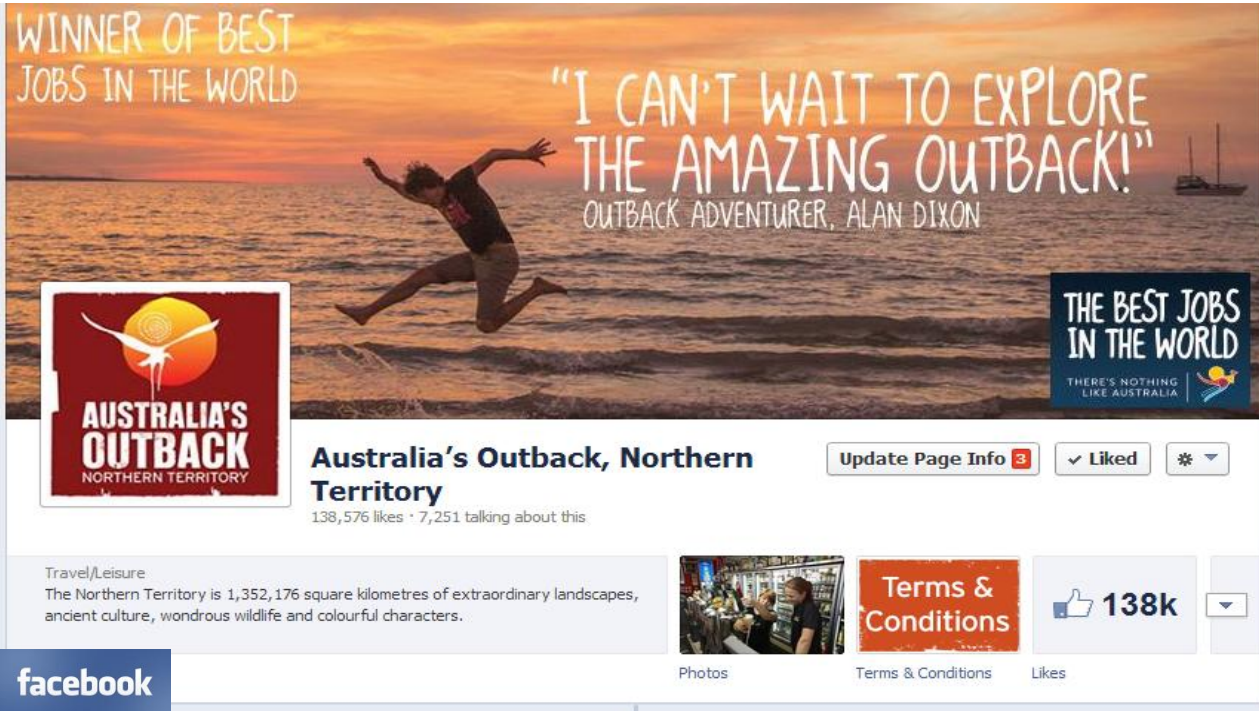 WINNER OF BEST
JOBS IN THE WORLD
"I CAN'T WAIT TO EXPLORE
THE AMAZING OUTBACK!"
OUTBACK ADVENTURER, ALAN DIXON
THE BEST JOBS
IN THE WORLD
THERE'S NOTHING
LIKE AUSTRALIA
AUSTRALIA'S
OUTBACK
NORTHERN TERRITORY
Australia's Outback, Northern
Territory
138,576 likes · 7,251 talking about this
Update Page Info 3
Liked
Travel/Leisure
The Northern Territory is 1,352,176 square kilometres of extraordinary landscapes,
ancient culture, wondrous wildlife and colourful characters.
Terms &
Conditions
138k
Photos
Terms & Conditions
Likes
facebook